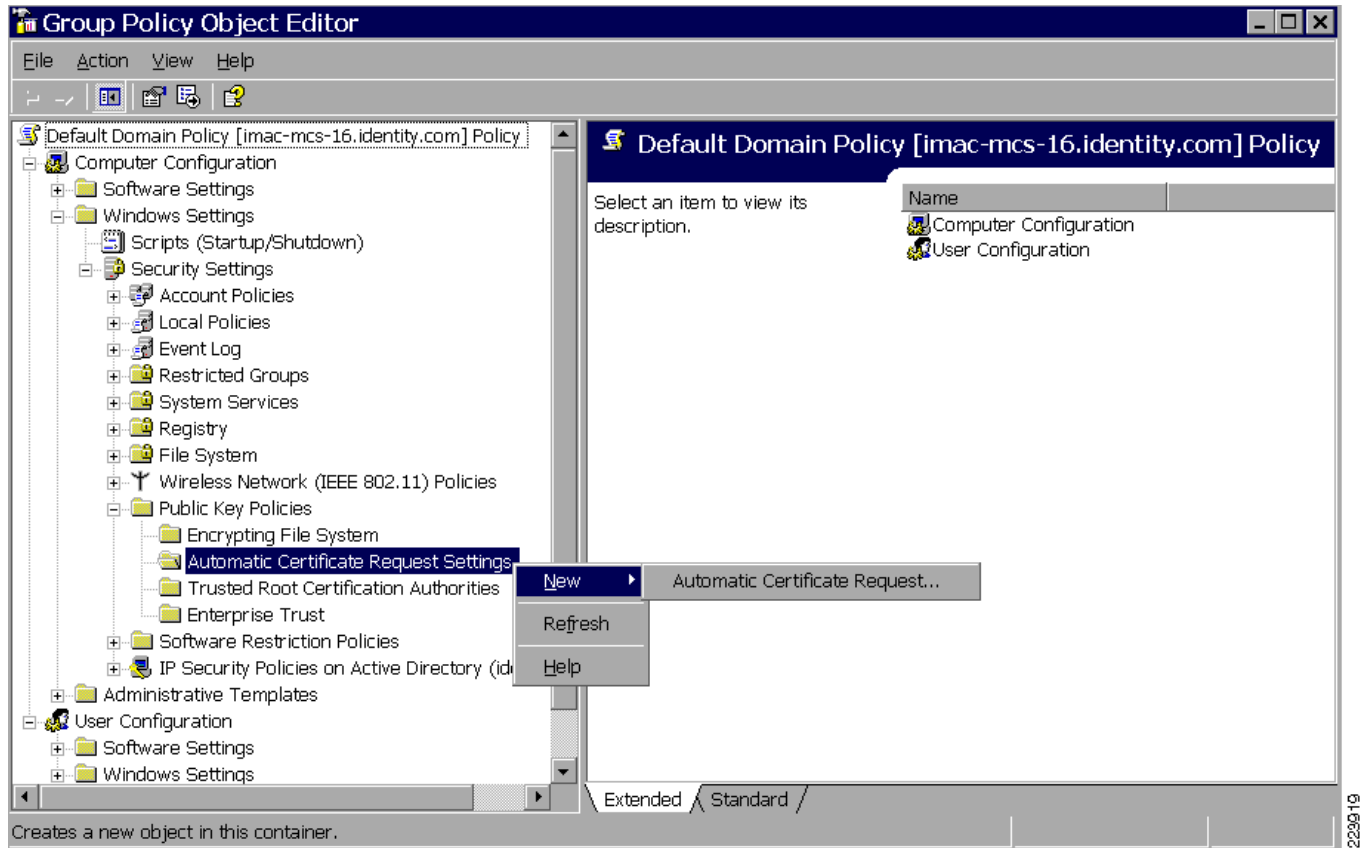 Group Policy Object Editor
File Action View Help
Default Domain Policy [imac-mcs-16.identity.com] Policy
Computer Configuration
Software Settings
Windows Settings
Scripts (Startup/Shutdown)
Security Settings
Account Policies
Local Policies
Event Log
Restricted Groups
System Services
Registry
File System
Wireless Network (IEEE 802.11) Policies
Public Key Policies
Encrypting File System
Automatic Certificate Request Settings
Trusted Root Certification Authorities
Enterprise Trust
Software Restriction Policies
IP Security Policies on Active Directory (id
Administrative Templates
User Configuration
Software Settings
Windows Settings
New
Automatic Certificate Request...
Refresh
Help
Default Domain Policy [imac-mcs-16.identity.com] Policy
Select an item to view its
description.
Name
Computer Configuration
User Configuration
Extended Standard
Creates a new object in this container.
223919